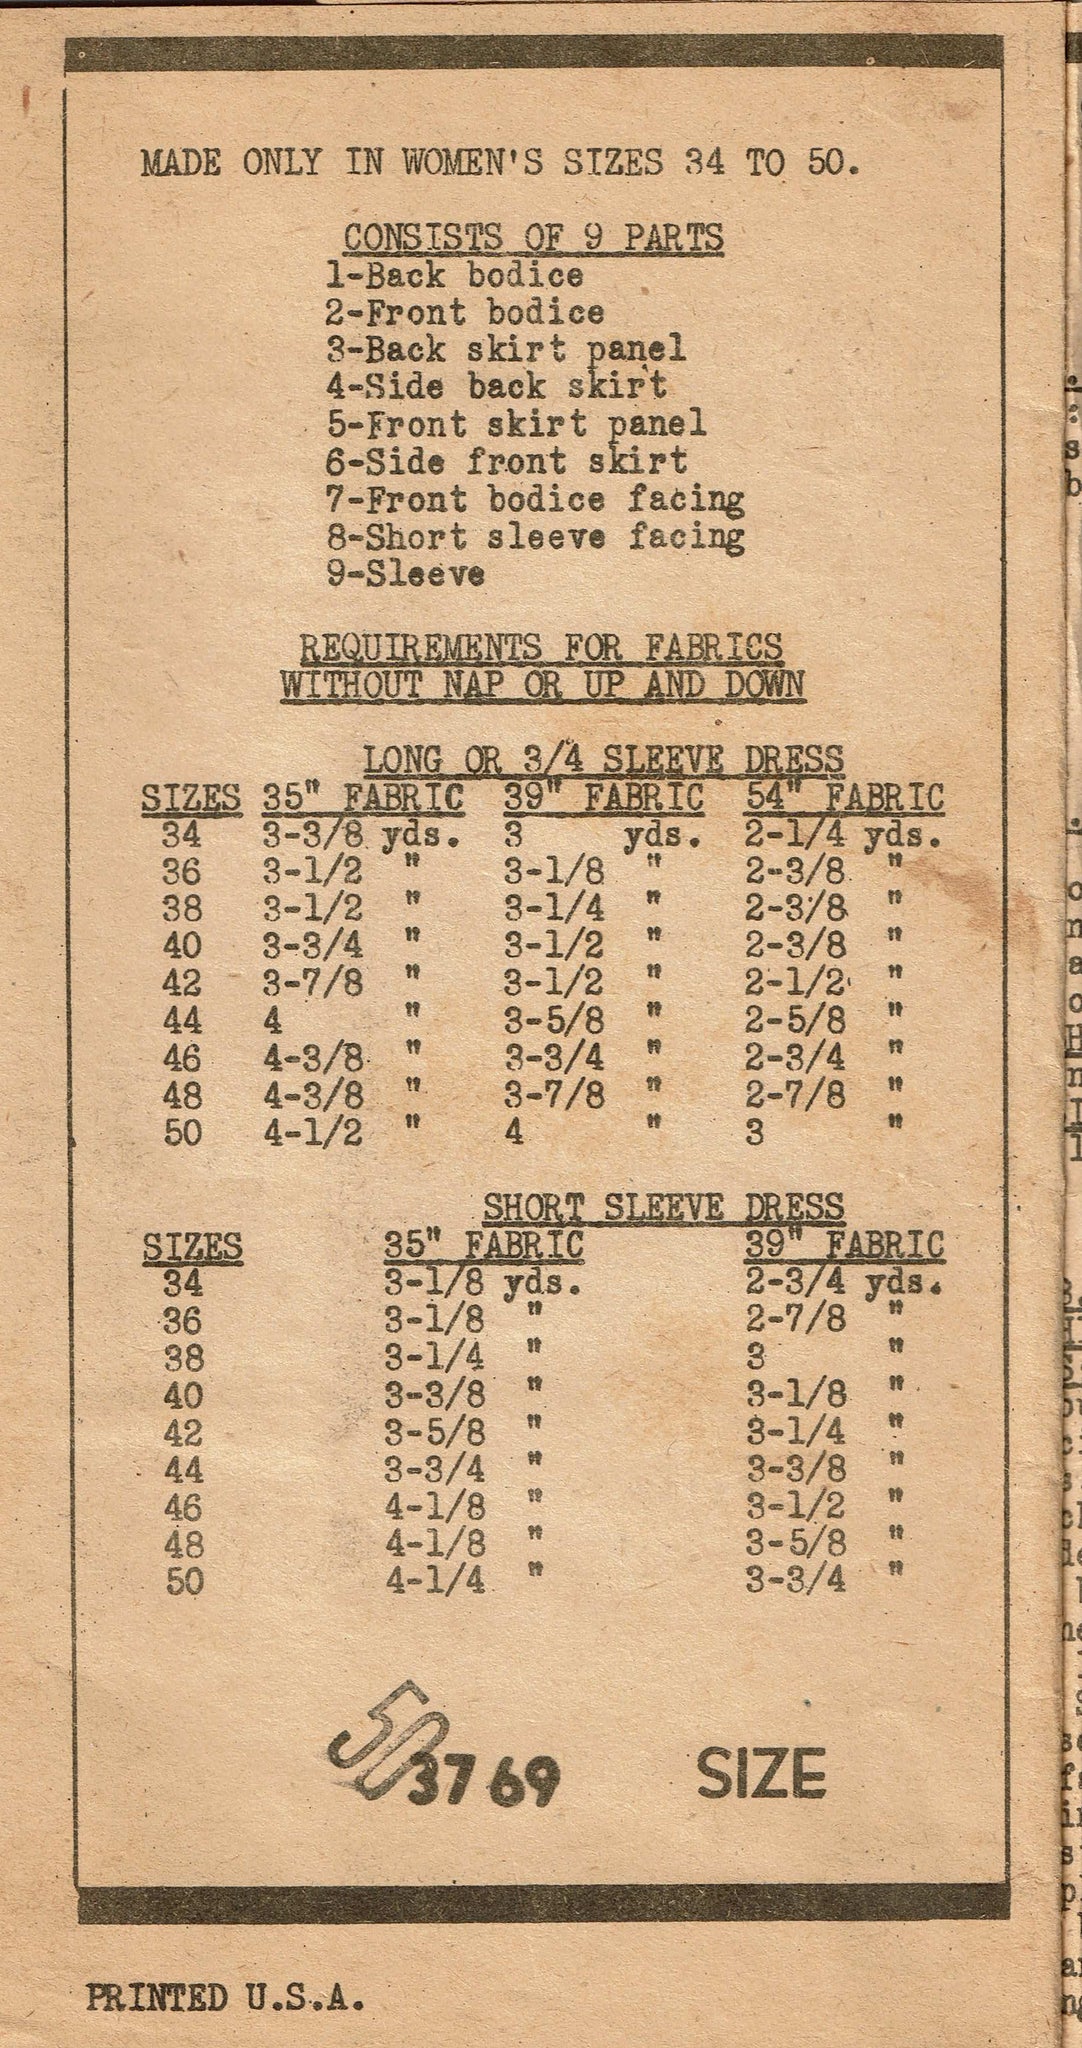 MADE ONLY IN WOMEN'S SIZES 34 TO 50.
CONSISTS OF 9 PARTS
1-Back bodice
2-Front bodice
3-Back skirt panel
4-Side back skirt
5-Front skirt panel
6-Side front skirt
7-Front bodice facing
8-Short sleeve facing
9-Sleeve
REQUIREMENTS FOR FABRICS
WITHOUT NAP OR UP AND DOWN
LONG OR 3/4 SLEEVE DRESS
SIZES 35" FABRIC 39" FABRIC 54" FABRIC
34 3-3/8 yds. 3 yds. 2-1/4 yds.
36 3-1/2 " 3-1/8 " 2-3/8 "
38 3-1/2 " 3-1/4 " 2-3/8 "
40 3-3/4 " 3-1/2 " 2-3/8 "
42 3-7/8 " 3-1/2 " 2-1/2 "
44 4 " 3-5/8 " 2-5/8 "
46 4-3/8 " 3-3/4 " 2-3/4 "
48 4-3/8 " 3-7/8 " 2-7/8 "
50 4-1/2 " 4 " 3 "
SHORT SLEEVE DRESS
SIZES 35" FABRIC 39" FABRIC
34 3-1/8 yds. 2-3/4 yds.
36 3-1/8 " 2-7/8 "
38 3-1/4 " 3 "
40 3-3/8 " 3-1/8 "
42 3-5/8 " 3-1/4 "
44 3-3/4 " 3-3/8 "
46 4-1/8 " 3-1/2 "
48 4-1/8 " 3-5/8 "
50 4-1/4 " 3-3/4 "
50
3769 SIZE
PRINTED U.S.A.